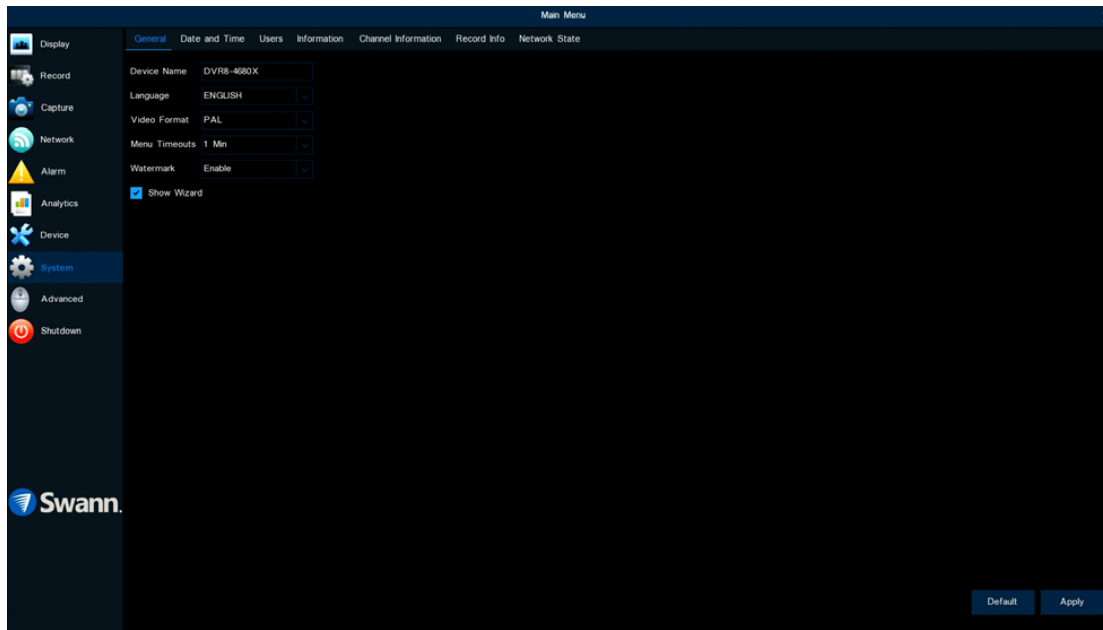 Main Menu
Display
Record
Capture
Network
Alarm
Analytics
Device
System
Advanced
Shutdown
Swann.
General Date and Time Users Information Channel Information Record Info Network State
Device Name DVR8-4680X
Language ENGLISH
Video Format PAL
Menu Timeouts 1 Min
Watermark Enable
Show Wizard
Default Apply